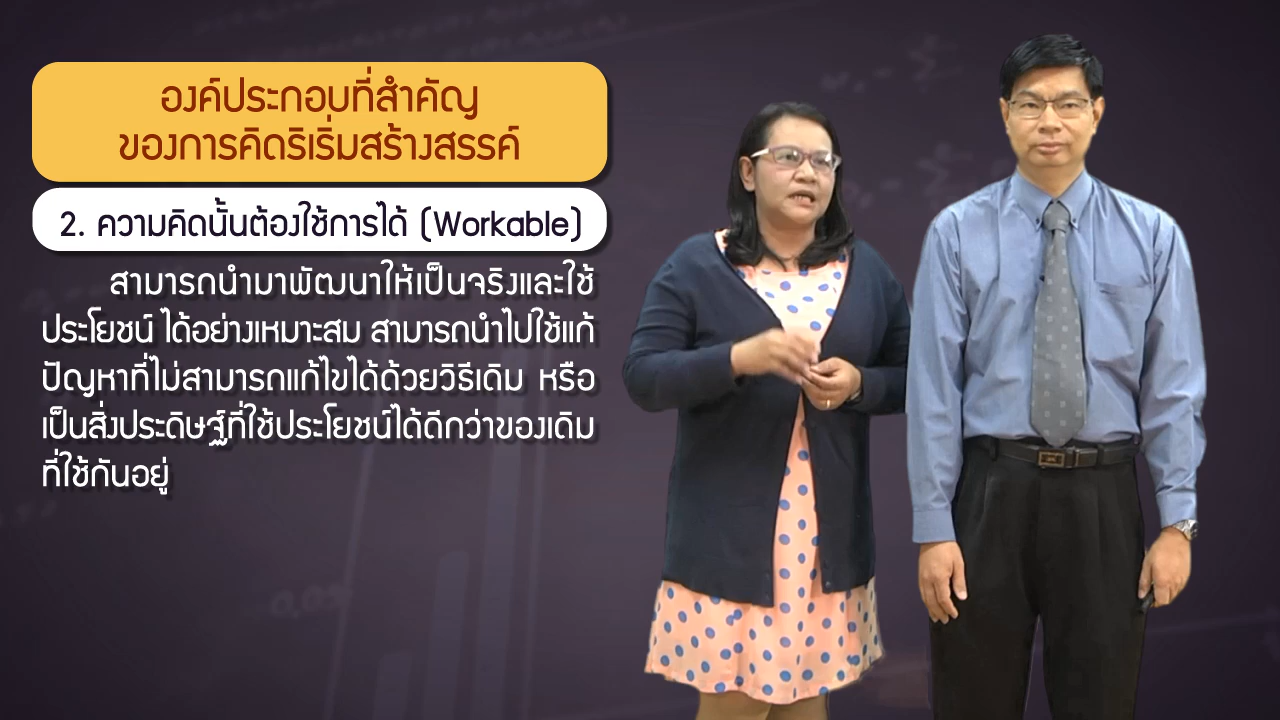 องค์ประกอบที่สำคัญ
ของการคิดริเริ่มสร้างสรรค์
2. ความคิดนั้นต้องใช้การได้ (Workable)
สามารถนำมาพัฒนาให้เป็นจริงและใช้
ประโยชน์ ได้อย่างเหมาะสม สามารถนำไปใช้แก้
ปัญหาที่ไม่สามารถแก้ไขได้ด้วยวิธีเดิม หรือ
เป็นสิ่งประดิษฐ์ที่ใช้ประโยชน์ได้ดีกว่าของเดิม
ที่ใช้กันอยู่